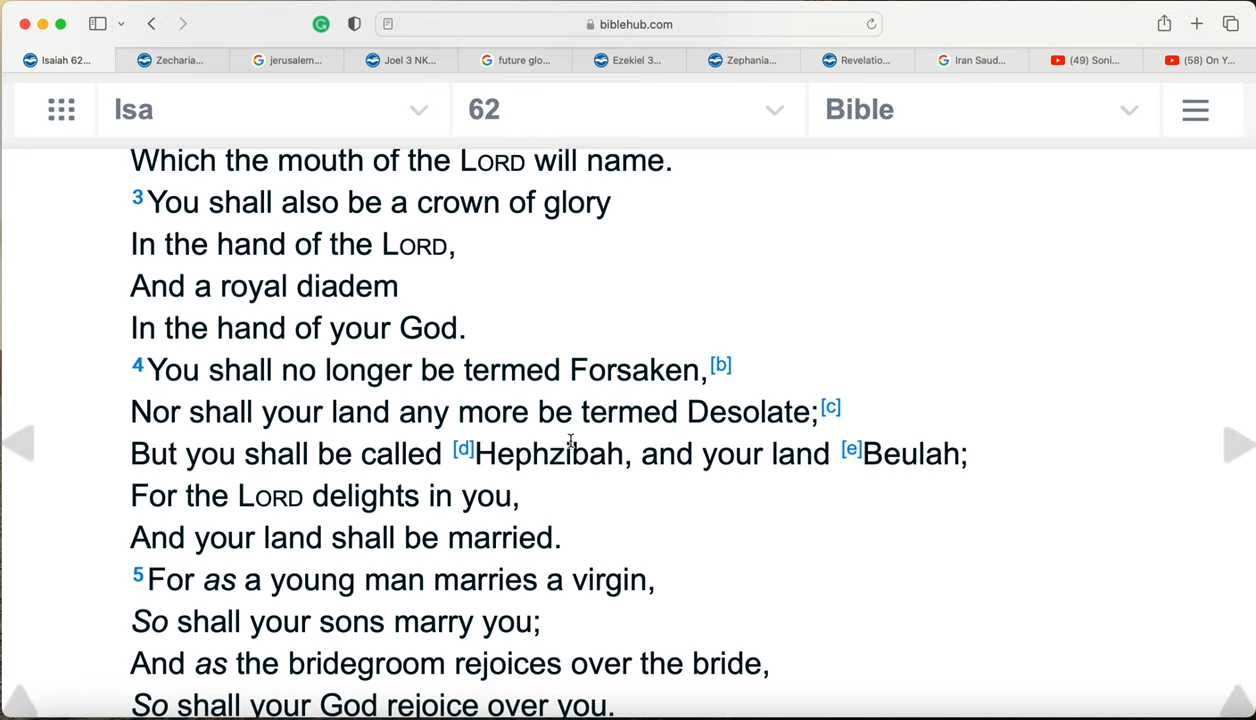 biblehub.com
Isaiah 62...
Zecharia...
jerusalem...
Joel 3 NK...
future glo...
Ezekiel 3...
Zephania...
Revelatio...
Iran Saud...
(49) Soni...
(58) On Y...
Isa
62
Bible
Which the mouth of the LORD will name.
3 You shall also be a crown of glory
In the hand of the LORD,
And a royal diadem
In the hand of your God.
4 You shall no longer be termed Forsaken,[b]
Nor shall your land any more be termed Desolate;[c]
But you shall be called [d]Hephzibah, and your land [e]Beulah;
For the LORD delights in you,
And your land shall be married.
5 For as a young man marries a virgin,
So shall your sons marry you;
And as the bridegroom rejoices over the bride,
So shall your God rejoice over you.